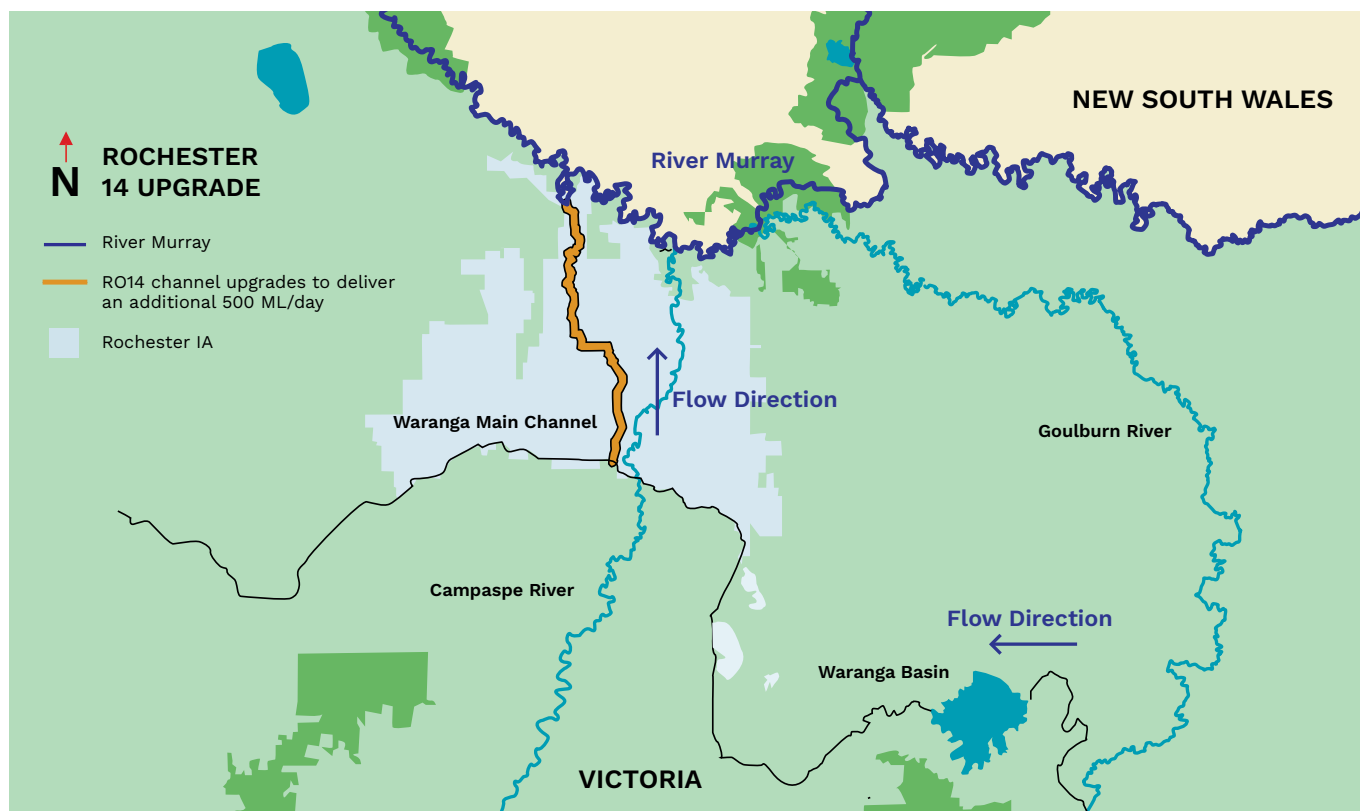 NEW SOUTH WALES
N
ROCHESTER
14 UPGRADE
River Murray
RO14 channel upgrades to deliver
an additional 500 ML/day
Rochester IA
River Murray
Flow Direction
Waranga Main Channel
Goulburn River
Campaspe River
Flow Direction
Waranga Basin
VICTORIA